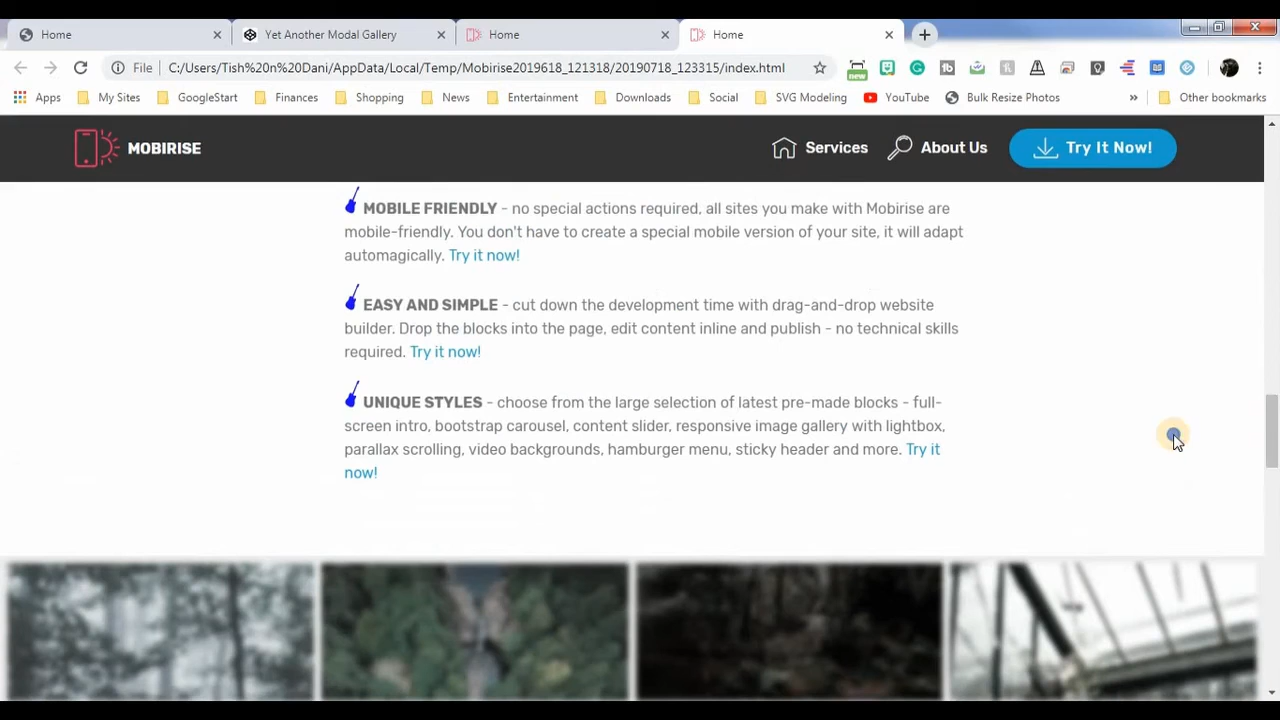 Home
Yet Another Modal Gallery
Home
Home
File
C:/Users/Tish%20n%20Dani/AppData/Local/Temp/Mobirise2019618_121318/20190718_123315/index.html
new
Apps
My Sites
GoogleStart
Finances
Shopping
News
Entertainment
Downloads
Social
SVG Modeling
YouTube
Bulk Resize Photos
»
Other bookmarks
MOBIRISE
Services
About Us
Try It Now!
MOBILE FRIENDLY - no special actions required, all sites you make with Mobirise are
mobile-friendly. You don't have to create a special mobile version of your site, it will adapt
automagically. Try it now!
EASY AND SIMPLE - cut down the development time with drag-and-drop website
builder. Drop the blocks into the page, edit content inline and publish - no technical skills
required. Try it now!
UNIQUE STYLES - choose from the large selection of latest pre-made blocks - full-
screen intro, bootstrap carousel, content slider, responsive image gallery with lightbox,
parallax scrolling, video backgrounds, hamburger menu, sticky header and more. Try it
now!